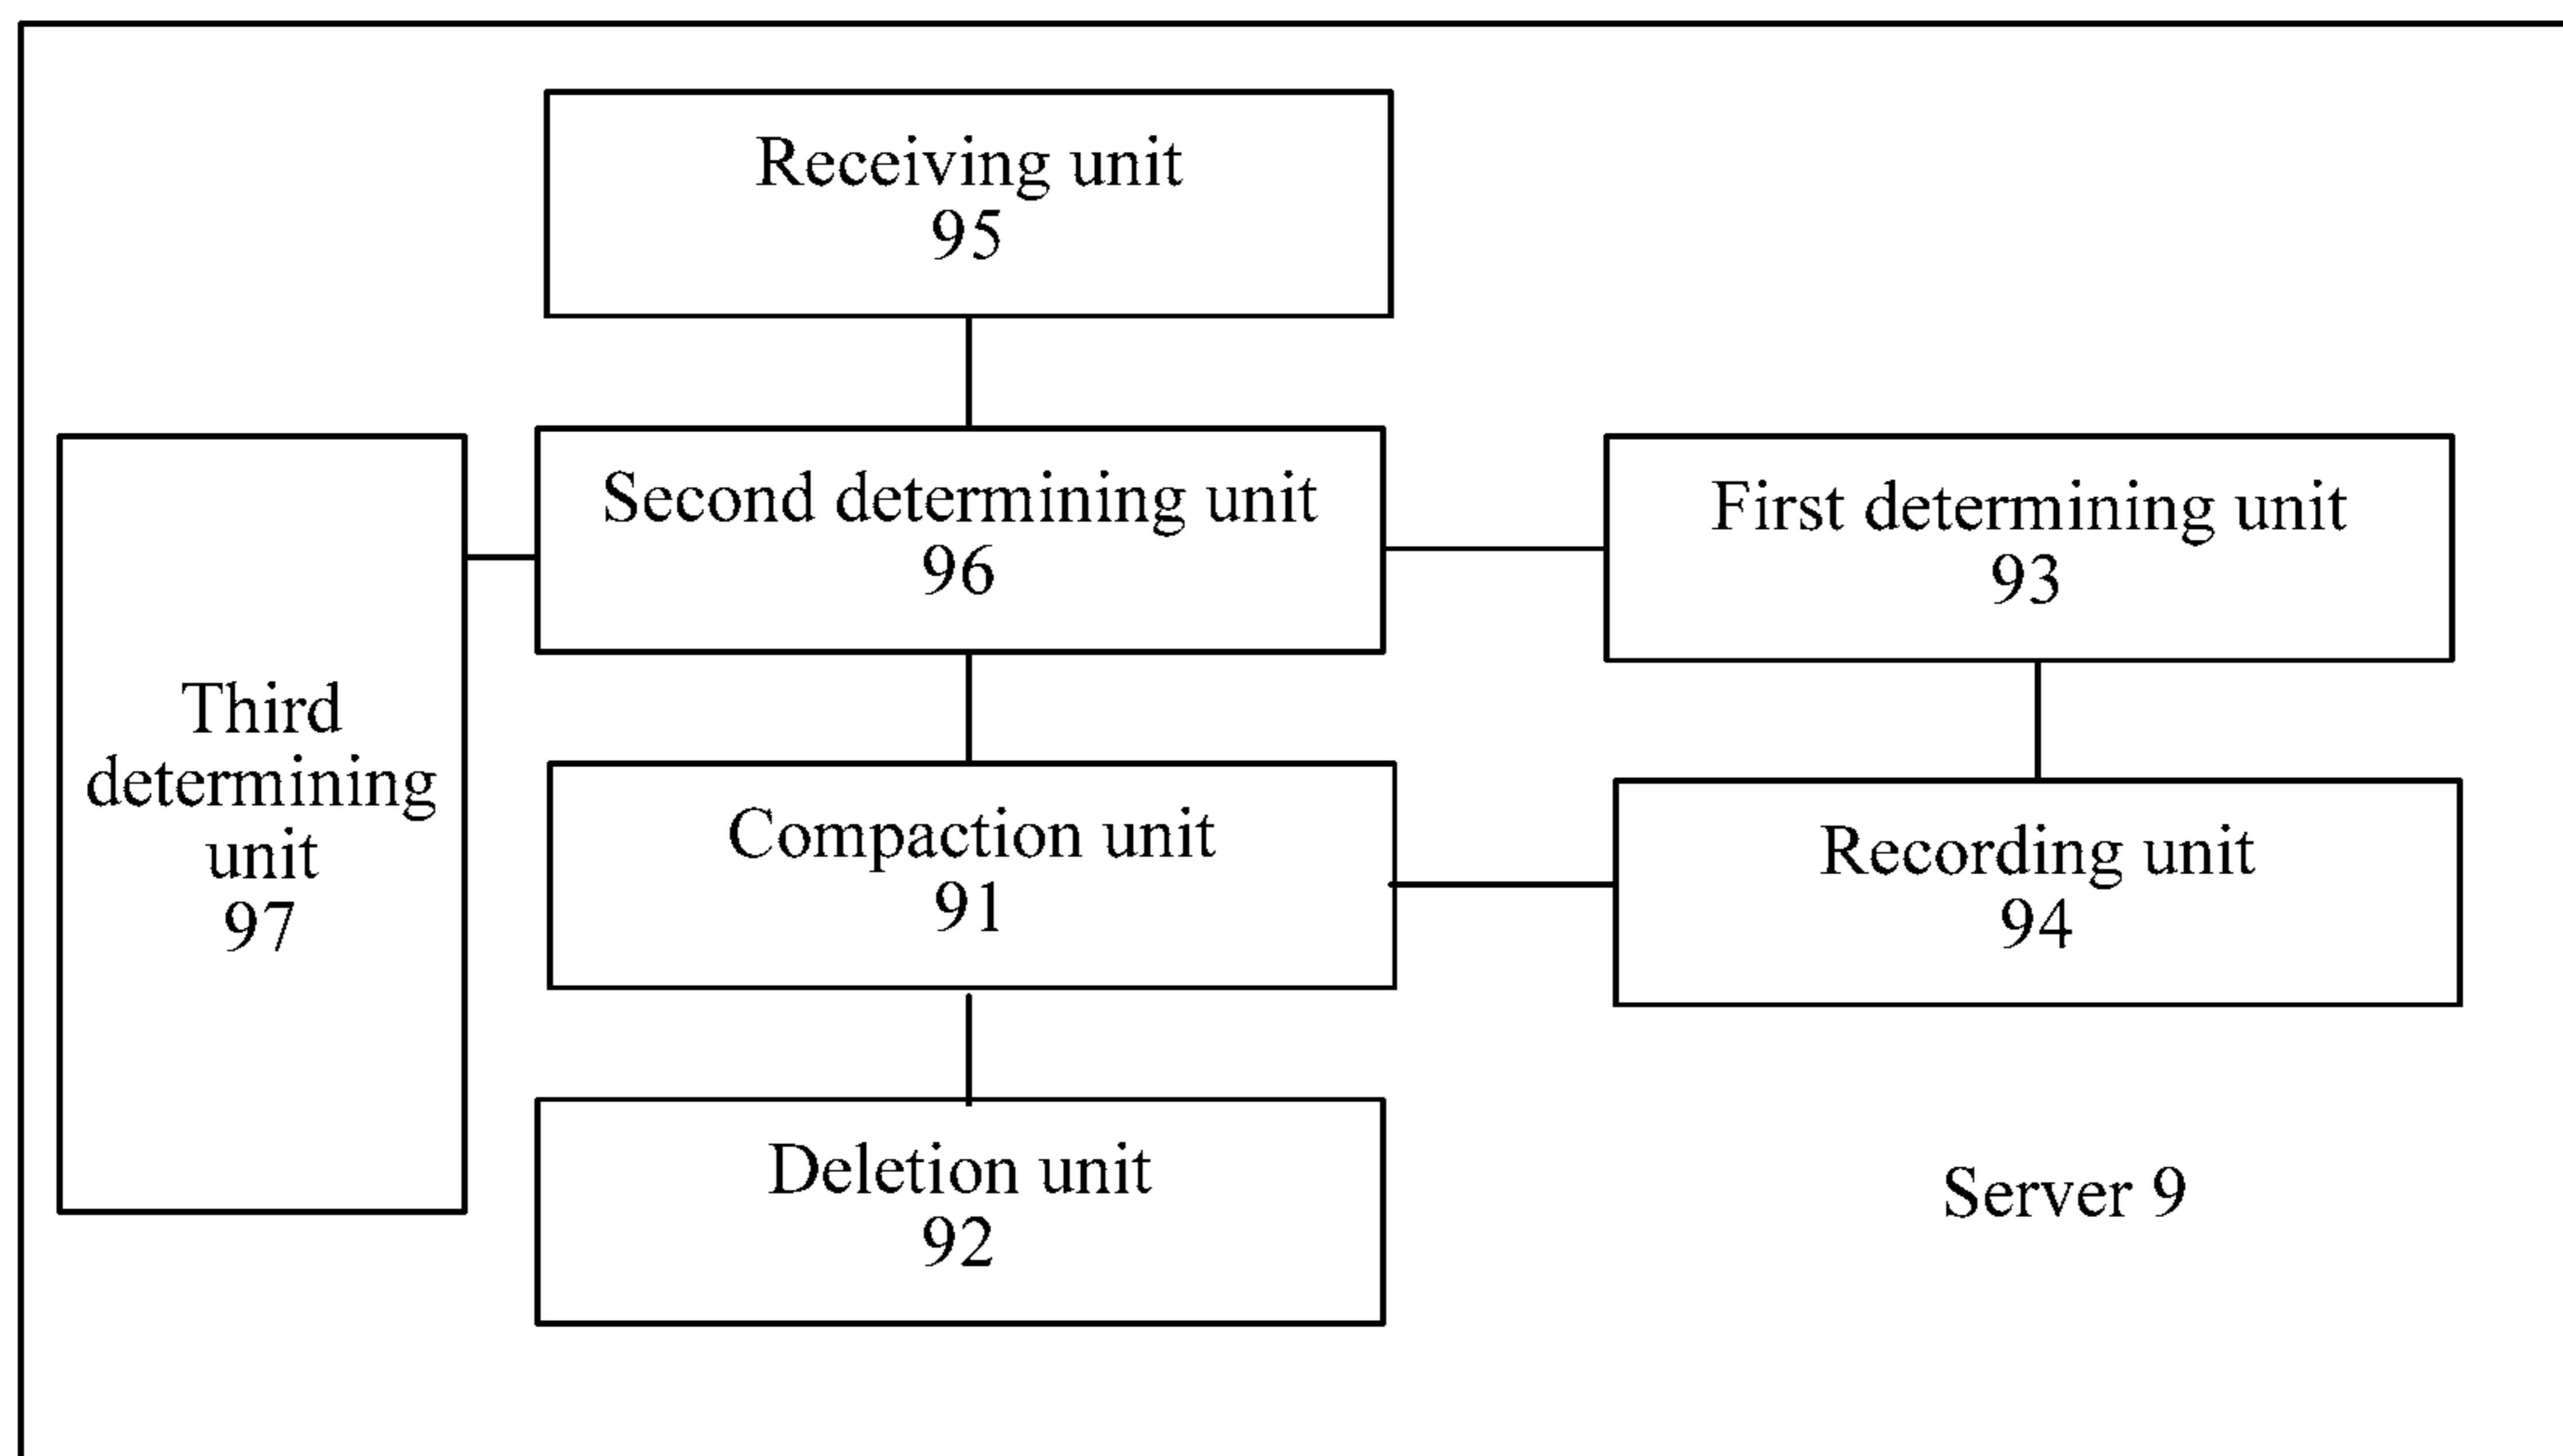 Receiving unit
95
Second determining unit
96
First determining unit
93
Third
determining
unit
97
Compaction unit
91
Recording unit
94
Deletion unit
92
Server 9